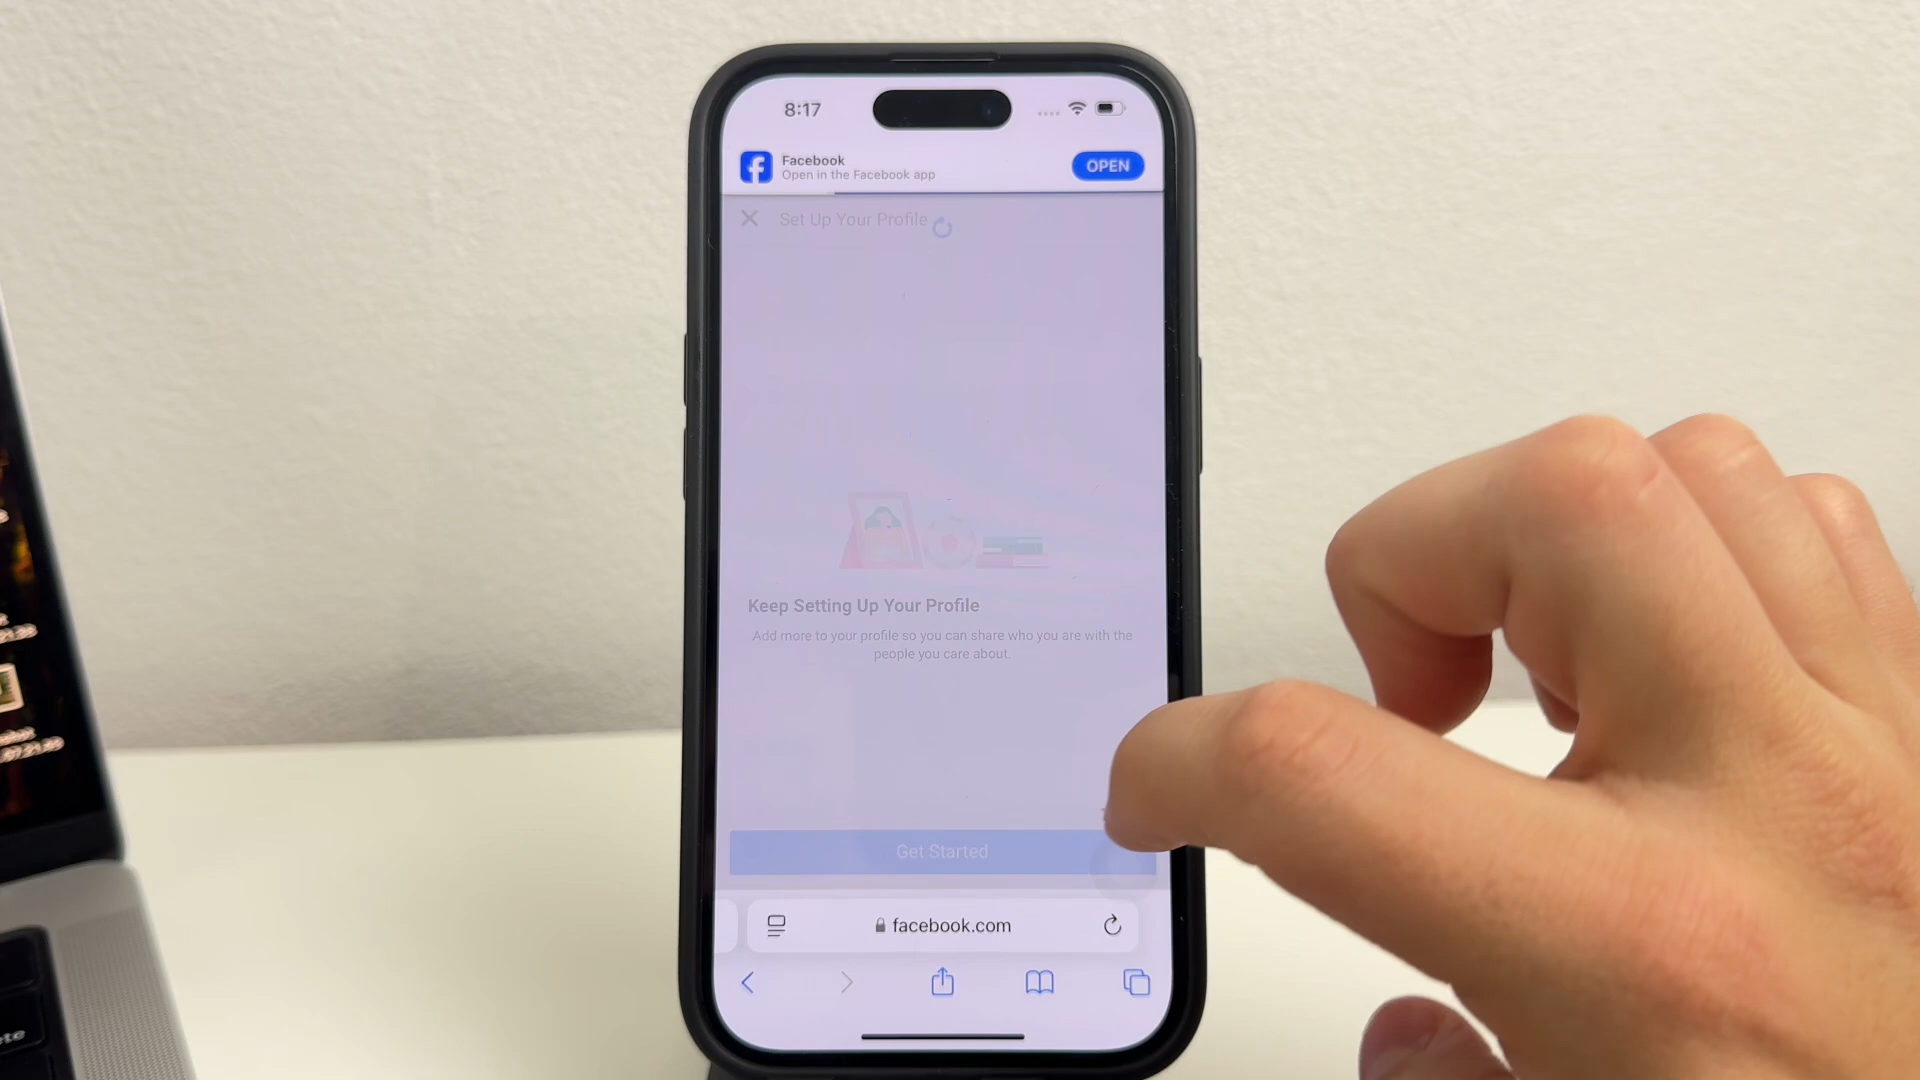 8:17
Facebook
Open in the Facebook app
OPEN
Set Up Your Profile
Keep Setting Up Your Profile
Add more to your profile so you can share who you are with the
people you care about.
Get Started
facebook.com